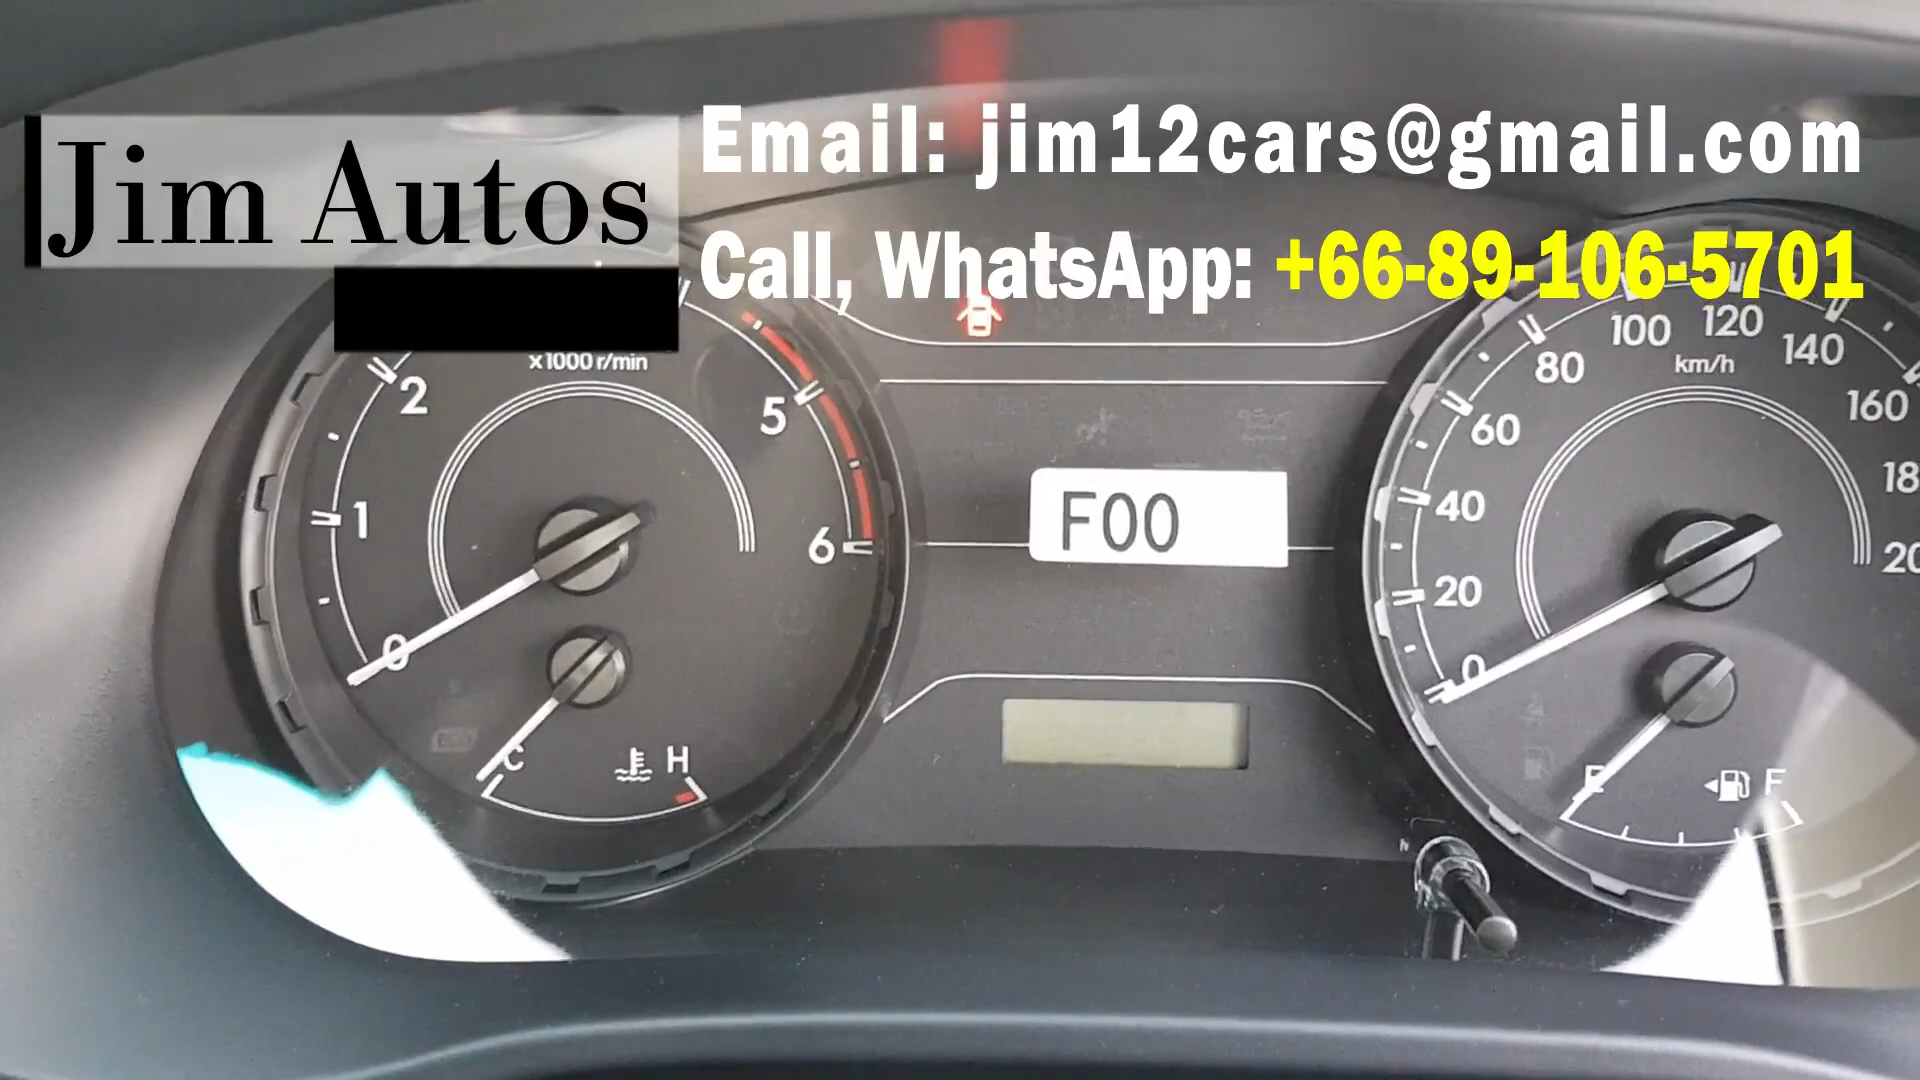 Jim Autos
Email: jim12cars@gmail.com
Call, WhatsApp: +66-89-106-5701
x1000 r/min
0
1
2
5
6
C
H
ECO
F00
km/h
0
20
40
60
80
100
120
140
160
E
F